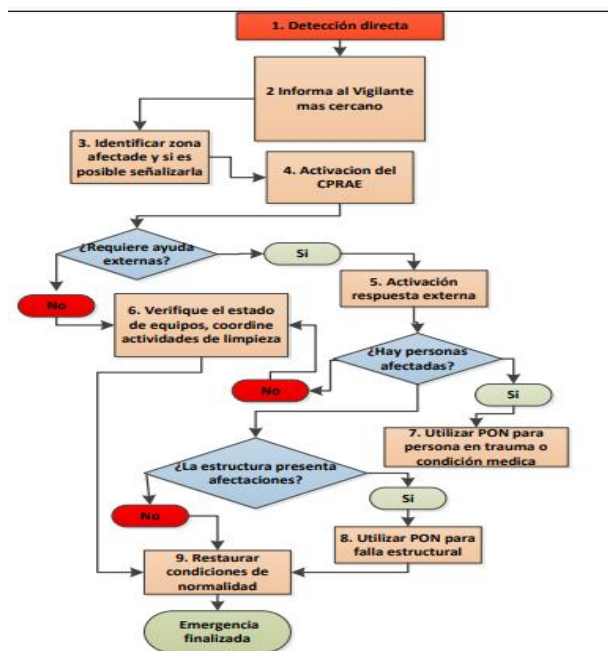 1. Detección directa
2 Informa al Vigilante
mas cercano
3. Identificar zona
afectade y si es
posible señalizarla
4. Activacion del
CPRAE
¿Requiere ayuda
externas?
Si
5. Activación
respuesta externa
No
6. Verifique el estado
de equipos, coordine
actividades de limpieza
¿Hay personas
afectadas?
No
Si
7. Utilizar PON para
persona en trauma o
condición medica
¿La estructura presenta
afectaciones?
Si
No
8. Utilizar PON para
falla estructural
9. Restaurar
condiciones de
normalidad
Emergencia
finalizada